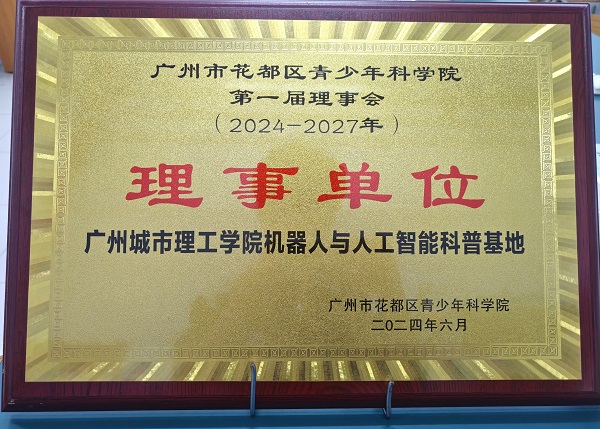 广州市花都区青少年科学院
第一届理事会
（2024-2027年）
理事单位
广州城市理工学院机器人与人工智能科普基地
广州市花都区青少年科学院
二〇二四年六月